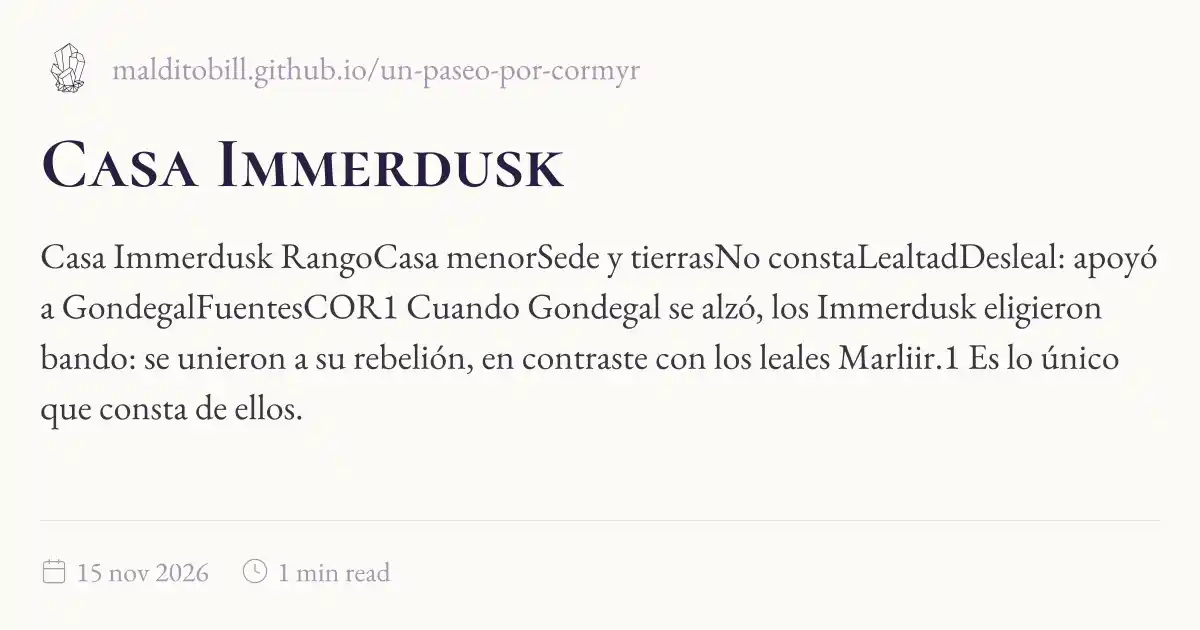 malditobill.github.io/un-paseo-por-cormyr
Casa Immerdusk
Casa Immerdusk RangoCasa menorSede y tierrasNo constaLealtadDesleal: apoyó
a GondegalFuentesCOR1 Cuando Gondegal se alzó, los Immerdusk eligieron
bando: se unieron a su rebelión, en contraste con los leales Marliir.1 Es lo único
que consta de ellos.
15 nov 2026 1 min read